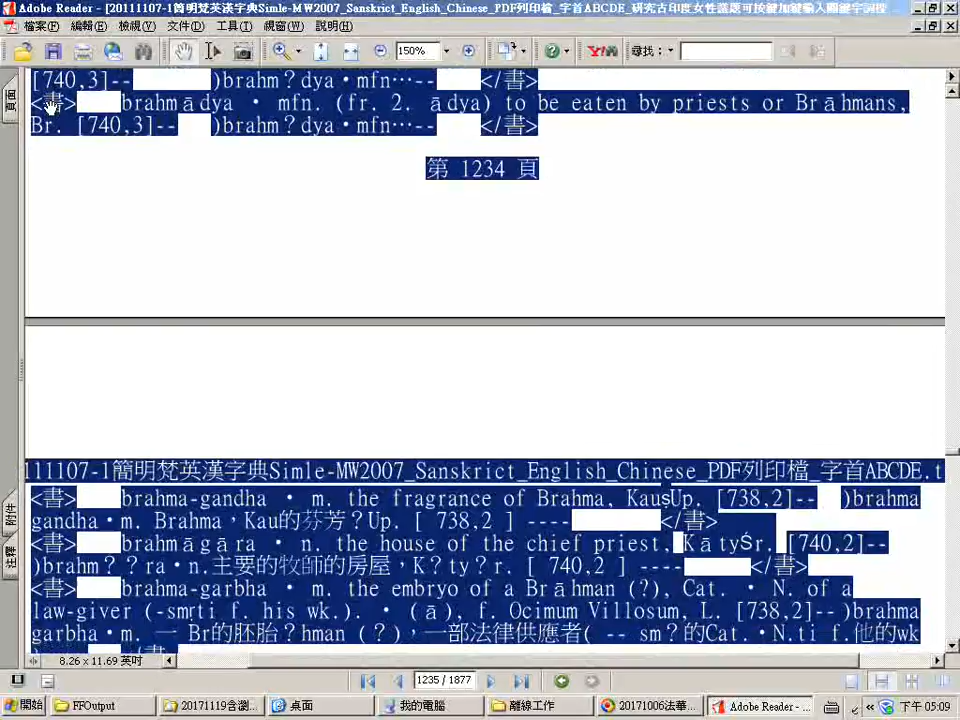 Adobe Reader - [20111107-1簡明梵英漢字典Simle-MW2007_Sanskrict_English_Chinese_PDF列印檔_字首ABCDE_研究古印度女性
檔案(F) 編輯(E) 檢視(V) 文件(D) 工具(T) 視窗(W) 說明(H)
150% Y! 尋找:
頁面
[740,3]-- )brahm?dya‧mfn…-- </書>
<書> brahmādya ‧ mfn. (fr. 2. ādya) to be eaten by priests or Brāhmans,
Br. [740,3]-- )brahm?dya‧mfn…-- </書>
第 1234 頁
111107-1簡明梵英漢字典Simle-MW2007_Sanskrict_English_Chinese_PDF列印檔_字首ABCDE.t
<書> brahma-gandha ‧ m. the fragrance of Brahma, KauṣUp. [738,2]-- )brahma
gandha‧m. Brahma，Kau的芬芳？Up. [ 738,2 ] ---- </書>
<書> brahmāgāra ‧ n. the house of the chief priest, KātyŚr. [740,2]--
)brahm？？ra‧n.主要的牧師的房屋，K？ty？r. [ 740,2 ] ---- </書>
<書> brahma-garbha ‧ m. the embryo of a Brāhman (?), Cat. ‧ N. of a
law-giver (-smṛti f. his wk.). ‧ (ā), f. Ocimum Villosum, L. [738,2]--)brahma
garbha‧m. 一 Br的胚胎？hman (？)，一部法律供應者( -- sm？的Cat.‧N.ti f.他的wk
附件
注釋
8.26 x 11.69 英吋
1235 / 1877
開始 FFOutput 20171119含瀏... 桌面 我的電腦 離線工作 20171006法華... Adobe Reader -... 下午 05:09